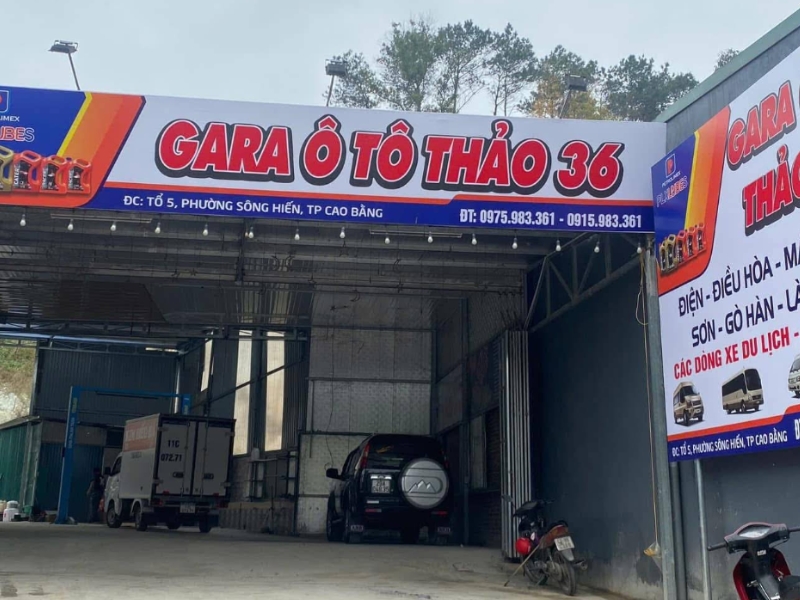 GARA Ô TÔ THẢO 36
ĐC: TỔ 5, PHƯỜNG SÔNG HIẾN, TP CAO BẰNG
ĐT: 0975.983.361 - 0915.983.361
11C
072.71
PETROLIMEX
GARA
THẢO
ĐIỆN - ĐIỀU HÒA -
SƠN - GÒ HÀN -
CÁC DÒNG XE DU LỊCH -
ĐC: TỔ 5, PHƯỜNG SÔNG HIẾN, TP CAO BẰNG